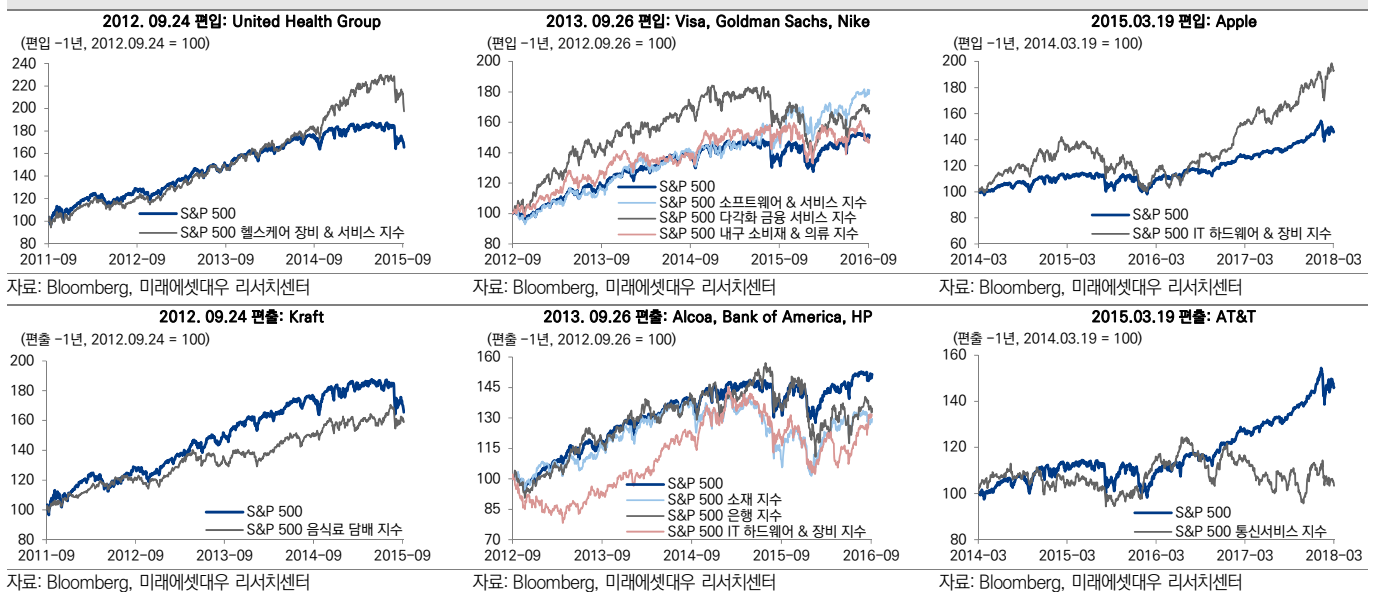 2012. 09.24 편입: United Health Group
(편입 -1년, 2012.09.24 = 100)
240
220
200
180
160
140
120
100
80
S&P 500
S&P 500 헬스케어 장비 & 서비스 지수
2011-09
2012-09
2013-09
2014-09
2015-09
자료: Bloomberg, 미래에셋대우 리서치센터
2013. 09.26 편입: Visa, Goldman Sachs, Nike
(편입 -1년, 2012.09.26 = 100)
200
180
160
140
120
100
80
S&P 500
S&P 500 소프트웨어 & 서비스 지수
S&P 500 다각화 금융 서비스 지수
S&P 500 내구 소비재 & 의류 지수
2012-09
2013-09
2014-09
2015-09
2016-09
자료: Bloomberg, 미래에셋대우 리서치센터
2015.03.19 편입: Apple
(편입 -1년, 2014.03.19 = 100)
200
180
160
140
120
100
80
60
S&P 500
S&P 500 IT 하드웨어 & 장비 지수
2014-03
2015-03
2016-03
2017-03
2018-03
자료: Bloomberg, 미래에셋대우 리서치센터
2012. 09.24 편출: Kraft
(편출 -1년, 2012.09.24 = 100)
200
180
160
140
120
100
80
S&P 500
S&P 500 음식료 담배 지수
2011-09
2012-09
2013-09
2014-09
2015-09
자료: Bloomberg, 미래에셋대우 리서치센터
2013. 09.26 편출: Alcoa, Bank of America, HP
(편출 -1년, 2012.09.26 = 100)
160
145
130
115
100
85
70
S&P 500
S&P 500 소재 지수
S&P 500 은행 지수
S&P 500 IT 하드웨어 & 장비 지수
2012-09
2013-09
2014-09
2015-09
2016-09
자료: Bloomberg, 미래에셋대우 리서치센터
2015.03.19 편출: AT&T
(편출 -1년, 2014.03.19 = 100)
160
140
120
100
80
S&P 500
S&P 500 통신서비스 지수
2014-03
2015-03
2016-03
2017-03
2018-03
자료: Bloomberg, 미래에셋대우 리서치센터